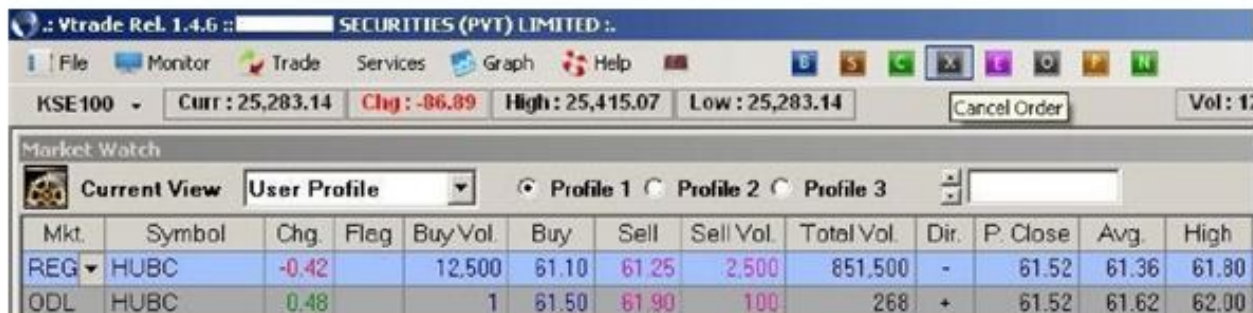 .: Vtrade Rel. 1.4.6 :: SECURITIES (PVT) LIMITED :.
File Monitor Trade Services Graph Help B S C X E O P N
KSE100 Curr : 25,283.14 Chg : -86.89 High : 25,415.07 Low : 25,283.14 Cancel Order Vol : 1
Market Watch
Current View User Profile Profile 1 Profile 2 Profile 3
Mkt. Symbol Chg. Flag Buy Vol. Buy Sell Sell Vol. Total Vol. Dir. P. Close Avg. High
REG HUBC -0.42 12,500 61.10 61.25 2,500 851,500 - 61.52 61.36 61.80
ODL HUBC 0.48 1 61.50 61.90 100 268 + 61.52 61.62 62.00